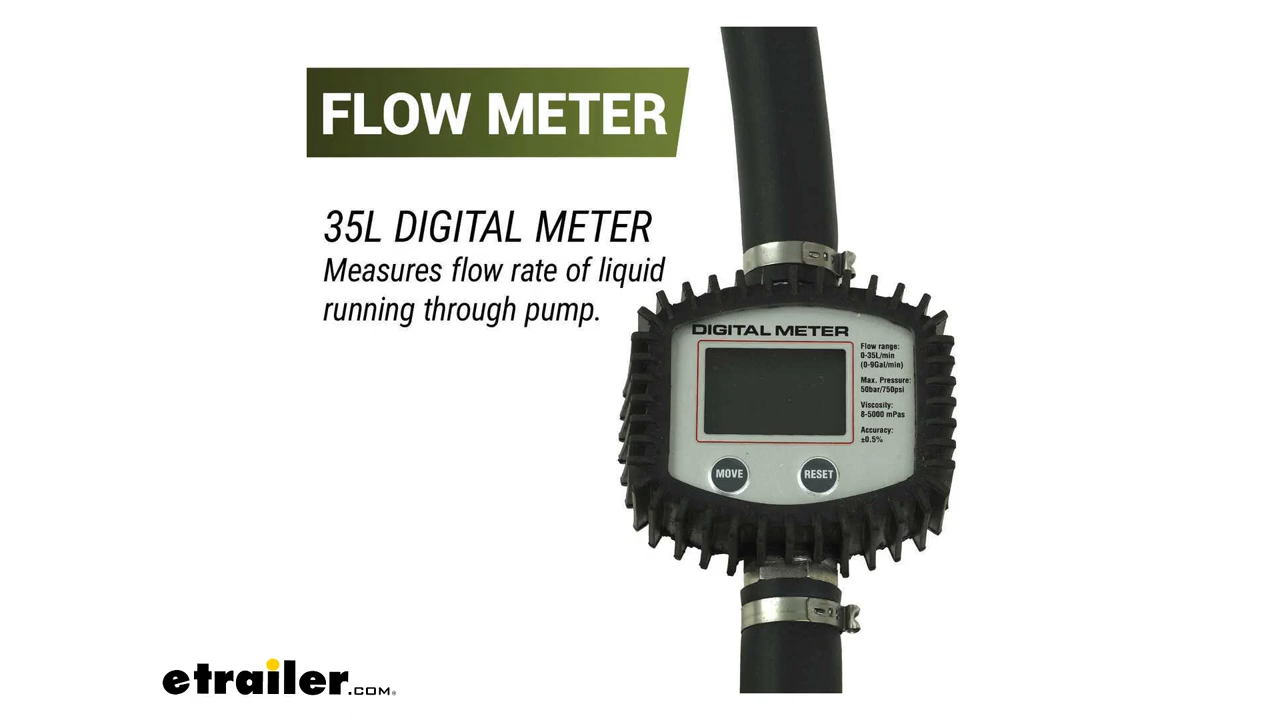 FLOW METER
35L DIGITAL METER
Measures flow rate of liquid
running through pump.
DIGITAL METER
Flow range:
0-35L/min
(0-9Gal/min)
Max. Pressure:
50bar/750psi
Viscosity:
8-5000 mPas
Accuracy:
±0.5%
MOVE
RESET
etrailer.COM®